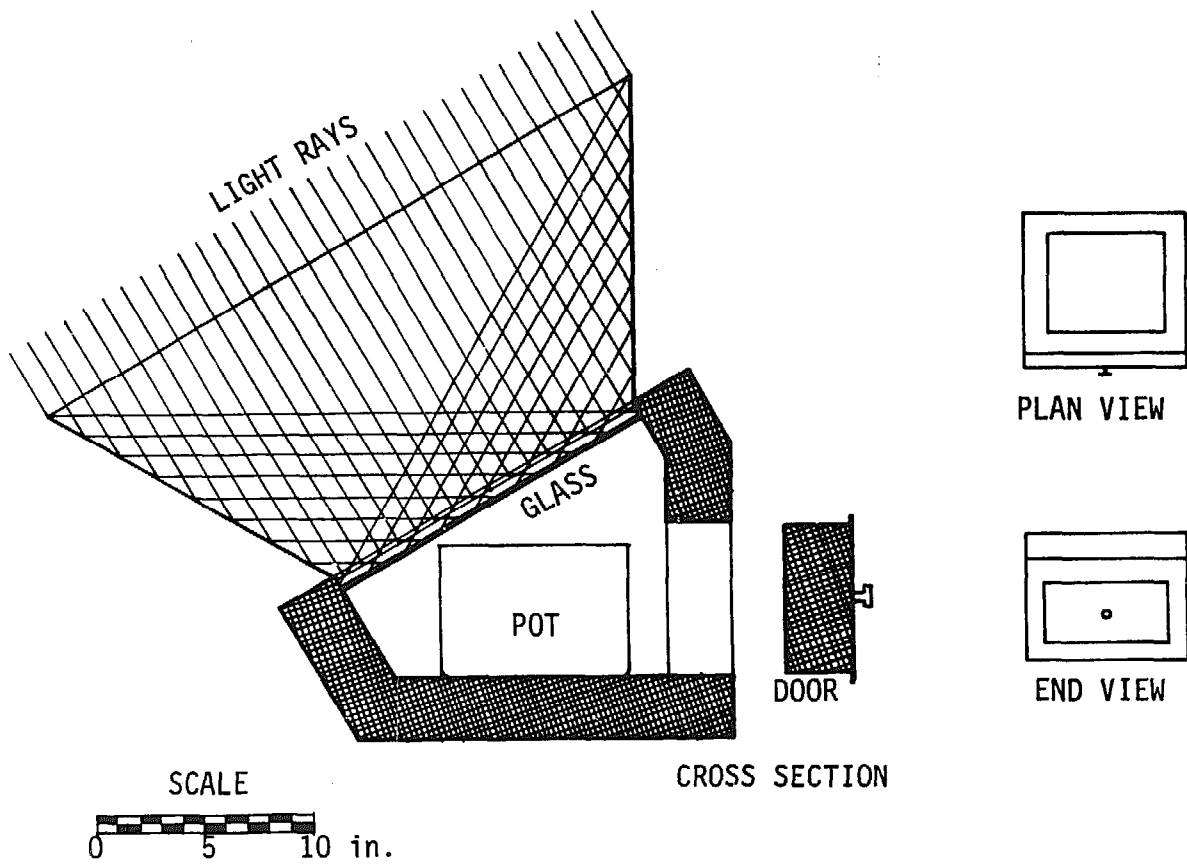 LIGHT RAYS
GLASS
POT
DOOR
PLAN VIEW
END VIEW
CROSS SECTION
SCALE
0 5 10 in.